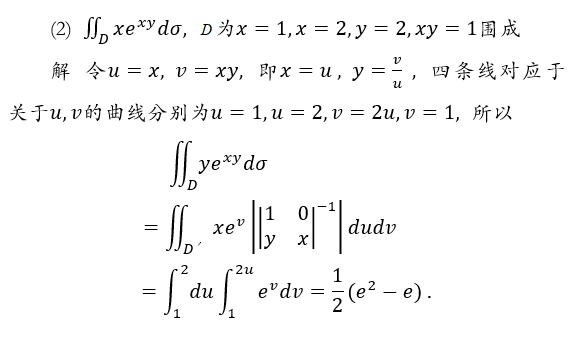 (2) ∬_D xe^{xy}dσ, D为x = 1, x = 2, y = 2, xy = 1围成
解 令u = x, v = xy, 即x = u, y = v/u, 四条线对应于
关于u, v的曲线分别为u = 1, u = 2, v = 2u, v = 1, 所以
∬_D ye^{xy}dσ
= ∬_{D′} xe^v ||1 0; y x|^{-1}| dudv
= ∫_1^2 du ∫_1^{2u} e^v dv = 1/2 (e^2 − e).